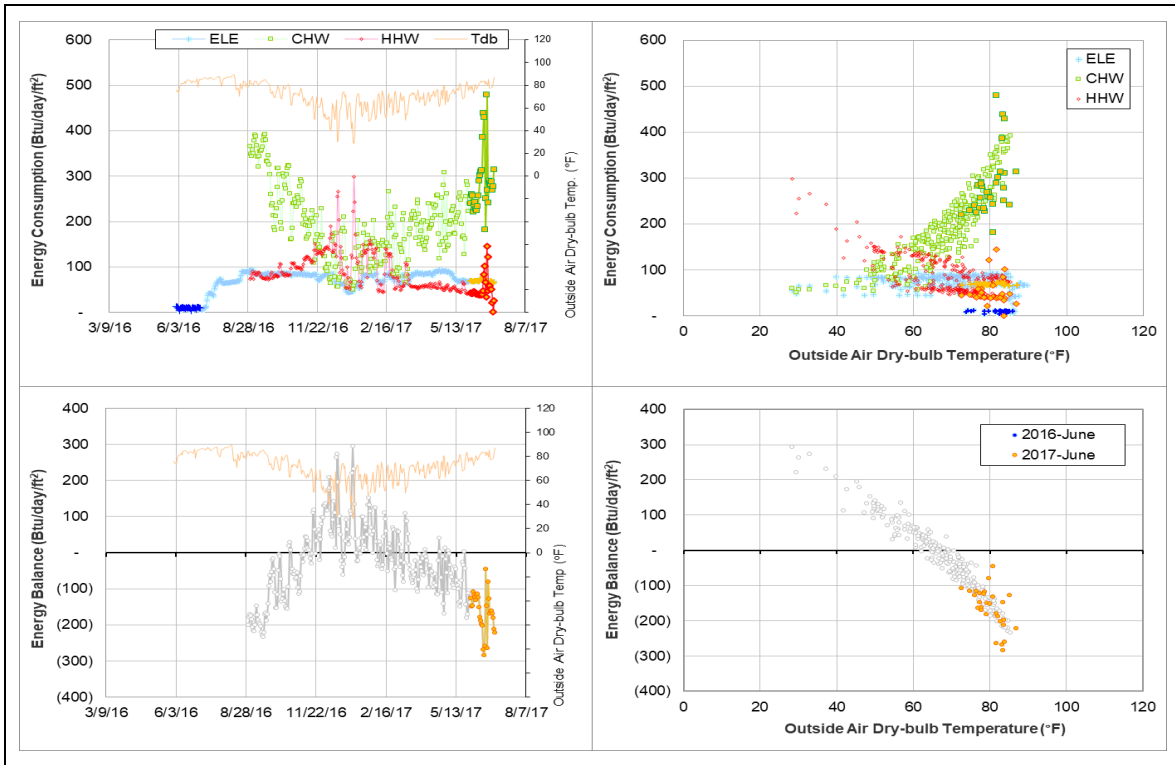 ELE CHW HHW Tdb
Energy Consumption (Btu/day/ft²)
600
500
400
300
200
100
-
120
100
80
60
40
20
0
Outside Air Dry-bulb Temp. (°F)
3/9/16 6/3/16 8/28/16 11/22/16 2/16/17 5/13/17 8/7/17
ELE
CHW
HHW
Energy Consumption (Btu/day/ft²)
600
500
400
300
200
100
-
0 20 40 60 80 100 120
Outside Air Dry-bulb Temperature (°F)
Energy Balance (Btu/day/ft²)
400
300
200
100
-
(100)
(200)
(300)
(400)
120
100
80
60
40
20
0
Outside Air Dry-bulb Temp (°F)
3/9/16 6/3/16 8/28/16 11/22/16 2/16/17 5/13/17 8/7/17
2016-June
2017-June
Energy Balance (Btu/day/ft²)
400
300
200
100
-
(100)
(200)
(300)
(400)
0 20 40 60 80 100 120
Outside Air Dry-bulb Temperature (°F)